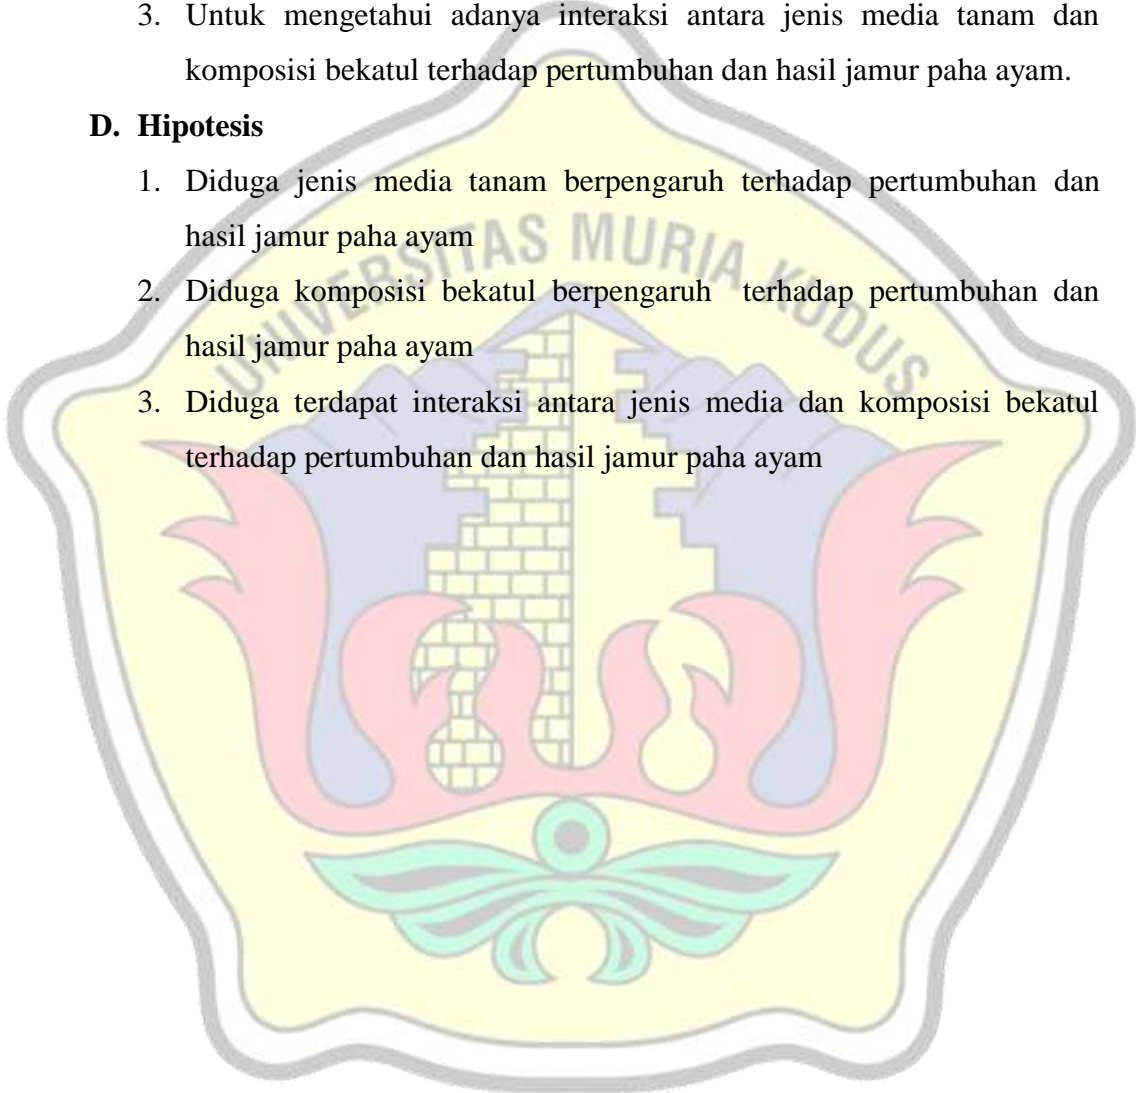 3. Untuk mengetahui adanya interaksi antara jenis media tanam dan
komposisi bekatul terhadap pertumbuhan dan hasil jamur paha ayam.
D. Hipotesis
1. Diduga jenis media tanam berpengaruh terhadap pertumbuhan dan
hasil jamur paha ayam
2. Diduga komposisi bekatul berpengaruh terhadap pertumbuhan dan
hasil jamur paha ayam
3. Diduga terdapat interaksi antara jenis media dan komposisi bekatul
terhadap pertumbuhan dan hasil jamur paha ayam
UNIVERSITAS MURIA KUDUS